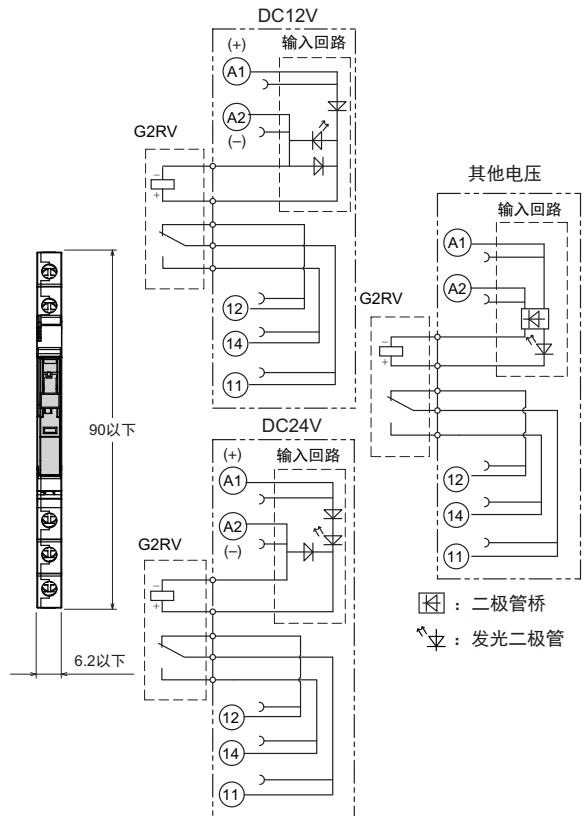 DC12V
(+)
输入回路
A1
A2
(−)
G2RV
−
+
12
14
11
其他电压
输入回路
A1
A2
G2RV
−
+
12
14
11
DC24V
(+)
输入回路
A1
A2
(−)
G2RV
−
+
12
14
11
90以下
6.2以下
：二极管桥
：发光二极管